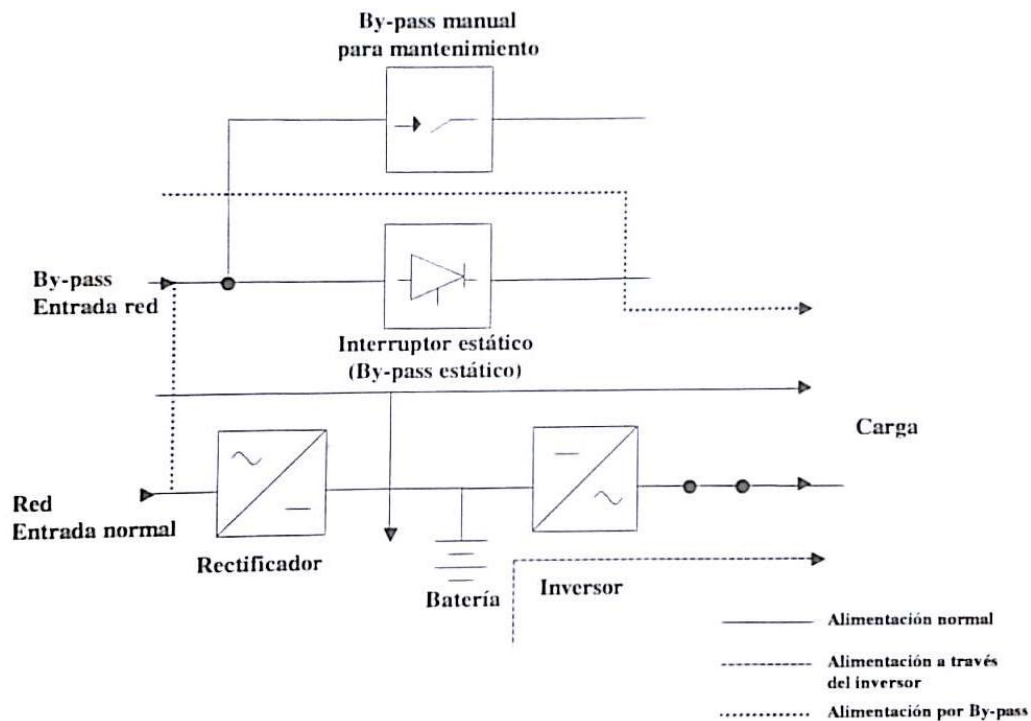 By-pass manual
para mantenimiento
By-pass
Entrada red
Interruptor estático
(By-pass estático)
Carga
Red
Entrada normal
Rectificador
Batería
Inversor
Alimentación normal
Alimentación a través
del inversor
Alimentación por By-pass